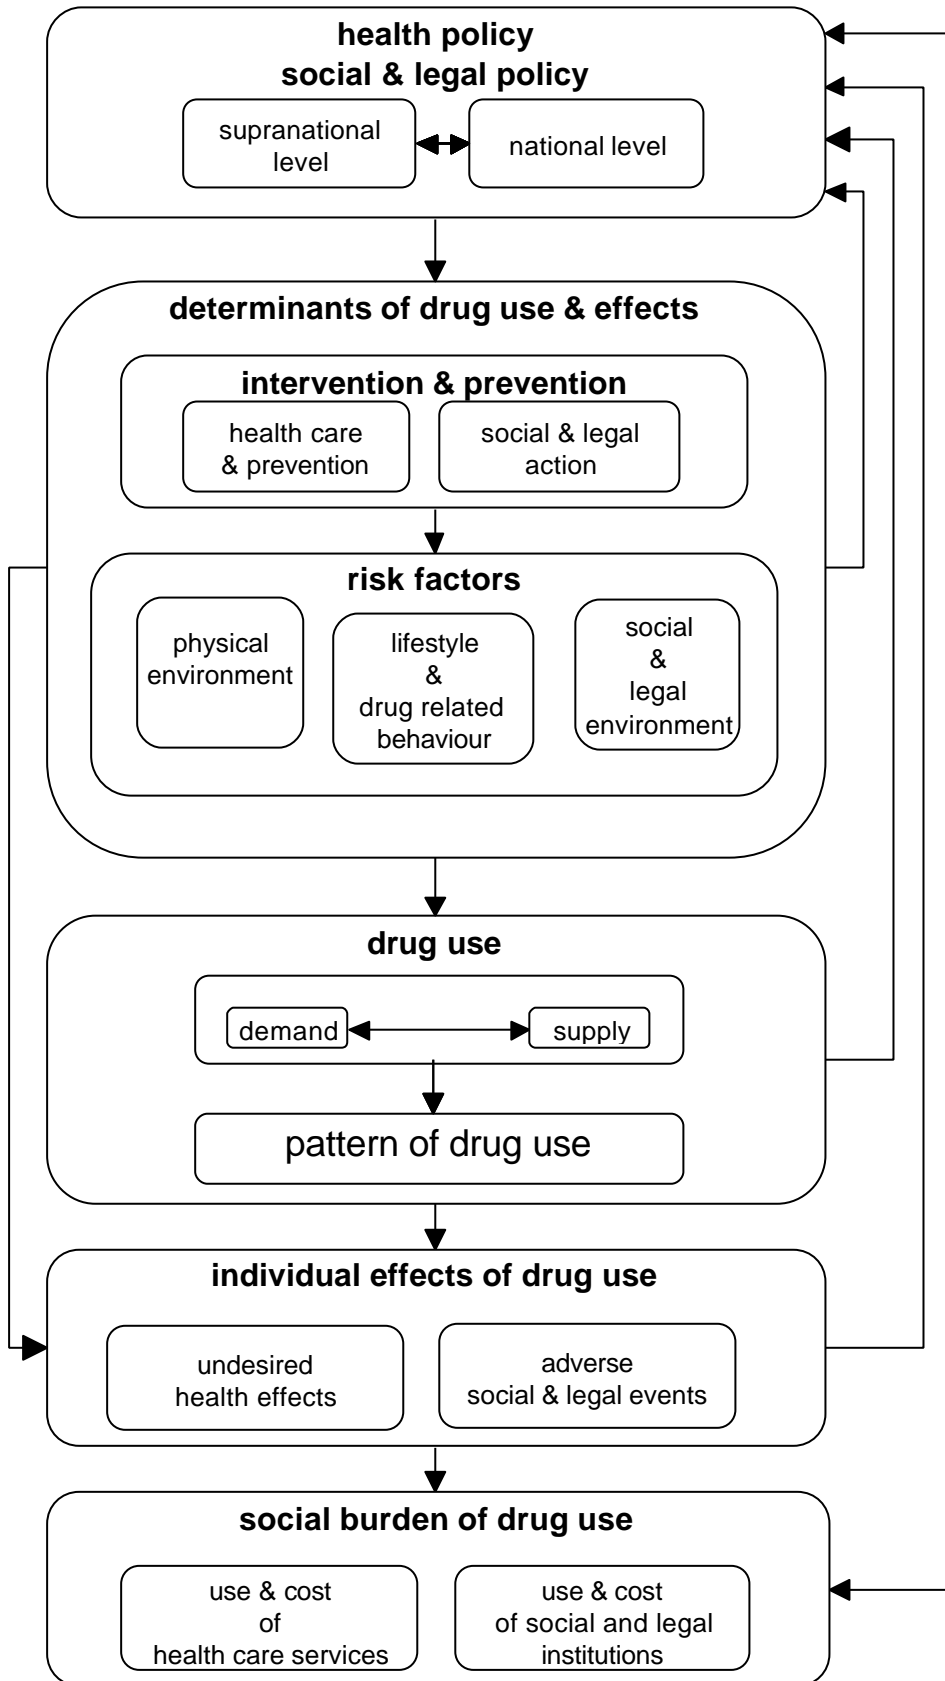 health policy
social & legal policy
supranational
level
national level
determinants of drug use & effects
intervention & prevention
health care
& prevention
social & legal
action
risk factors
physical
environment
lifestyle
&
drug related
behaviour
social
&
legal
environment
drug use
demand
supply
pattern of drug use
individual effects of drug use
undesired
health effects
adverse
social & legal events
social burden of drug use
use & cost
of
health care services
use & cost
of social and legal
institutions